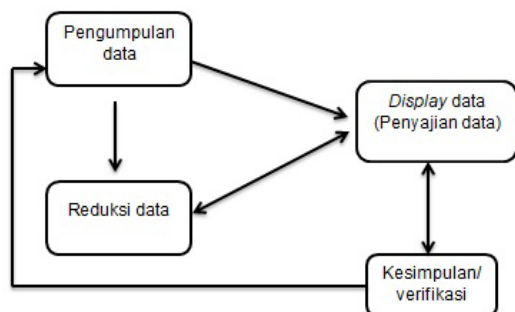 Pengumpulan
data
Display data
(Penyajian data)
Reduksi data
Kesimpulan/
verifikasi